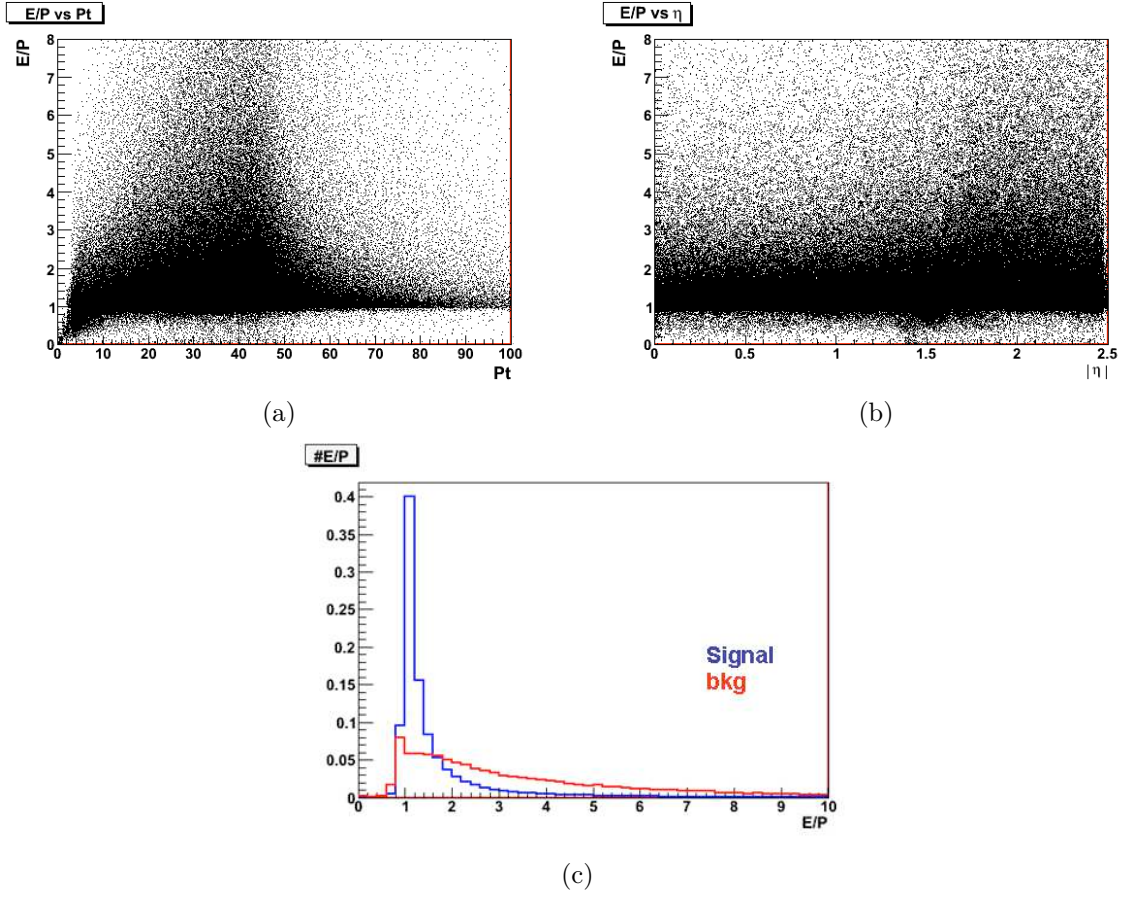 E/P vs Pt
E/P
8
7
6
5
4
3
2
1
0
0 10 20 30 40 50 60 70 80 90 100
Pt
(a)
E/P vs η
E/P
8
7
6
5
4
3
2
1
0
0 0.5 1 1.5 2 2.5
|η|
(b)
#E/P
0.4
0.35
0.3
0.25
0.2
0.15
0.1
0.05
0
Signal
bkg
0 1 2 3 4 5 6 7 8 9 10
E/P
(c)